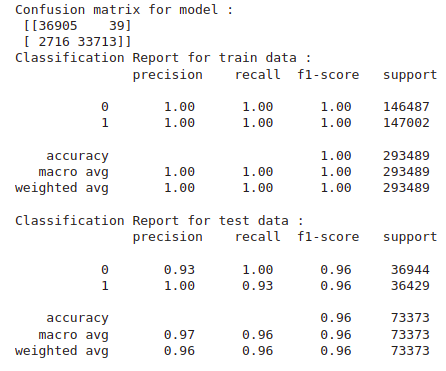 Confusion matrix for model :
[[36905    39]
 [ 2716 33713]]
Classification Report for train data :
               precision    recall  f1-score   support

           0       1.00      1.00      1.00    146487
           1       1.00      1.00      1.00    147002

    accuracy                           1.00    293489
   macro avg       1.00      1.00      1.00    293489
weighted avg       1.00      1.00      1.00    293489

Classification Report for test data :
               precision    recall  f1-score   support

           0       0.93      1.00      0.96     36944
           1       1.00      0.93      0.96     36429

    accuracy                           0.96     73373
   macro avg       0.97      0.96      0.96     73373
weighted avg       0.96      0.96      0.96     73373